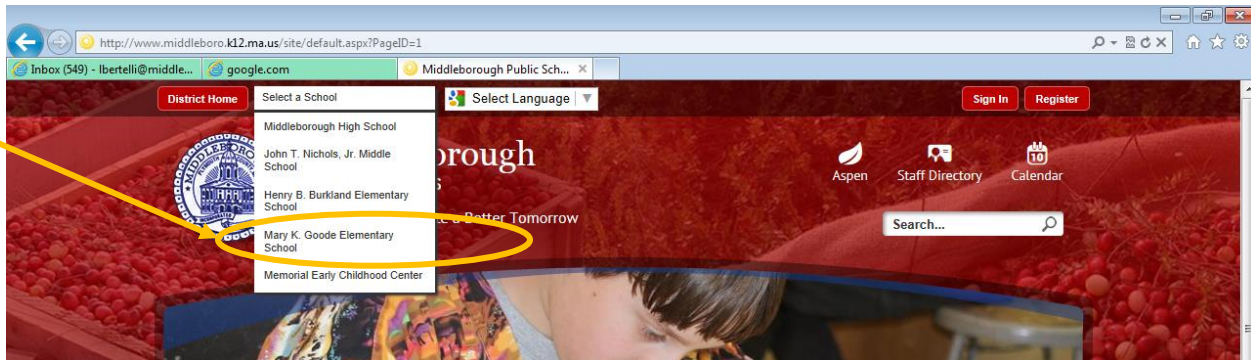 http://www.middleboro.k12.ma.us/site/default.aspx?PageID=1
Inbox (549) - lbertelli@middle...
google.com
Middleborough Public Sch...
District Home
Select a School
Select Language
Sign In
Register
Middleborough High School
John T. Nichols, Jr. Middle
School
Henry B. Burkland Elementary
School
Mary K. Goode Elementary
School
Memorial Early Childhood Center
orough
Aspen
Staff Directory
10
Calendar
Better Tomorrow
Search...